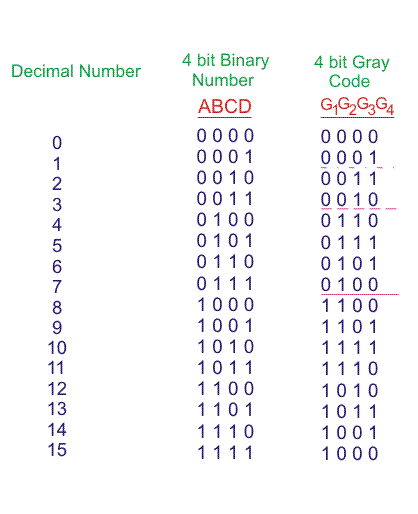 Decimal Number 4 bit Binary Number 4 bit Gray Code
ABCD G1G2G3G4
0 0 0 0 0 0 0 0 0
1 0 0 0 1 0 0 0 1
2 0 0 1 0 0 0 1 1
3 0 0 1 1 0 0 1 0
4 0 1 0 0 0 1 1 0
5 0 1 0 1 0 1 1 1
6 0 1 1 0 0 1 0 1
7 0 1 1 1 0 1 0 0
8 1 0 0 0 1 1 0 0
9 1 0 0 1 1 1 0 1
10 1 0 1 0 1 1 1 1
11 1 0 1 1 1 1 1 0
12 1 1 0 0 1 0 1 0
13 1 1 0 1 1 0 1 1
14 1 1 1 0 1 0 0 1
15 1 1 1 1 1 0 0 0